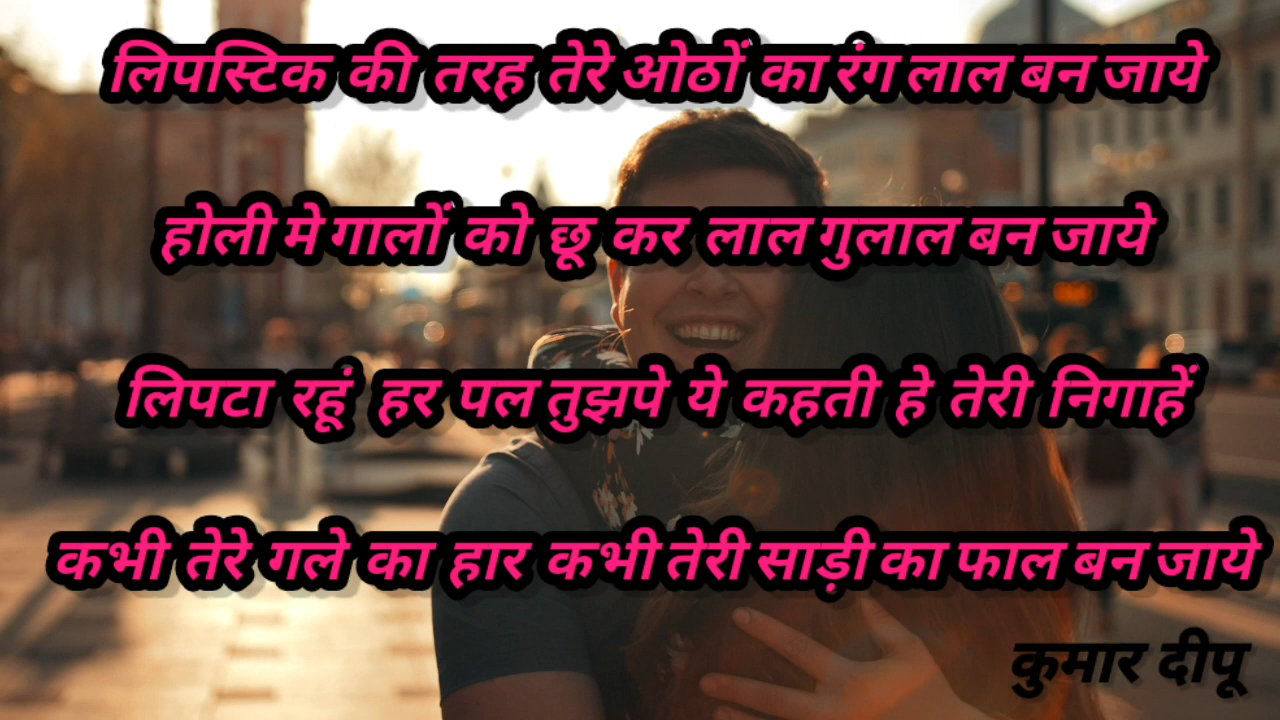 लिपस्टिक की तरह तेरे ओठों का रंग लाल बन जाये
होली मे गालों को छू कर लाल गुलाल बन जाये
लिपटा रहूं हर पल तुझपे ये कहती हे तेरी निगाहें
कभी तेरे गले का हार कभी तेरी साड़ी का फाल बन जाये
कुमार दीपू